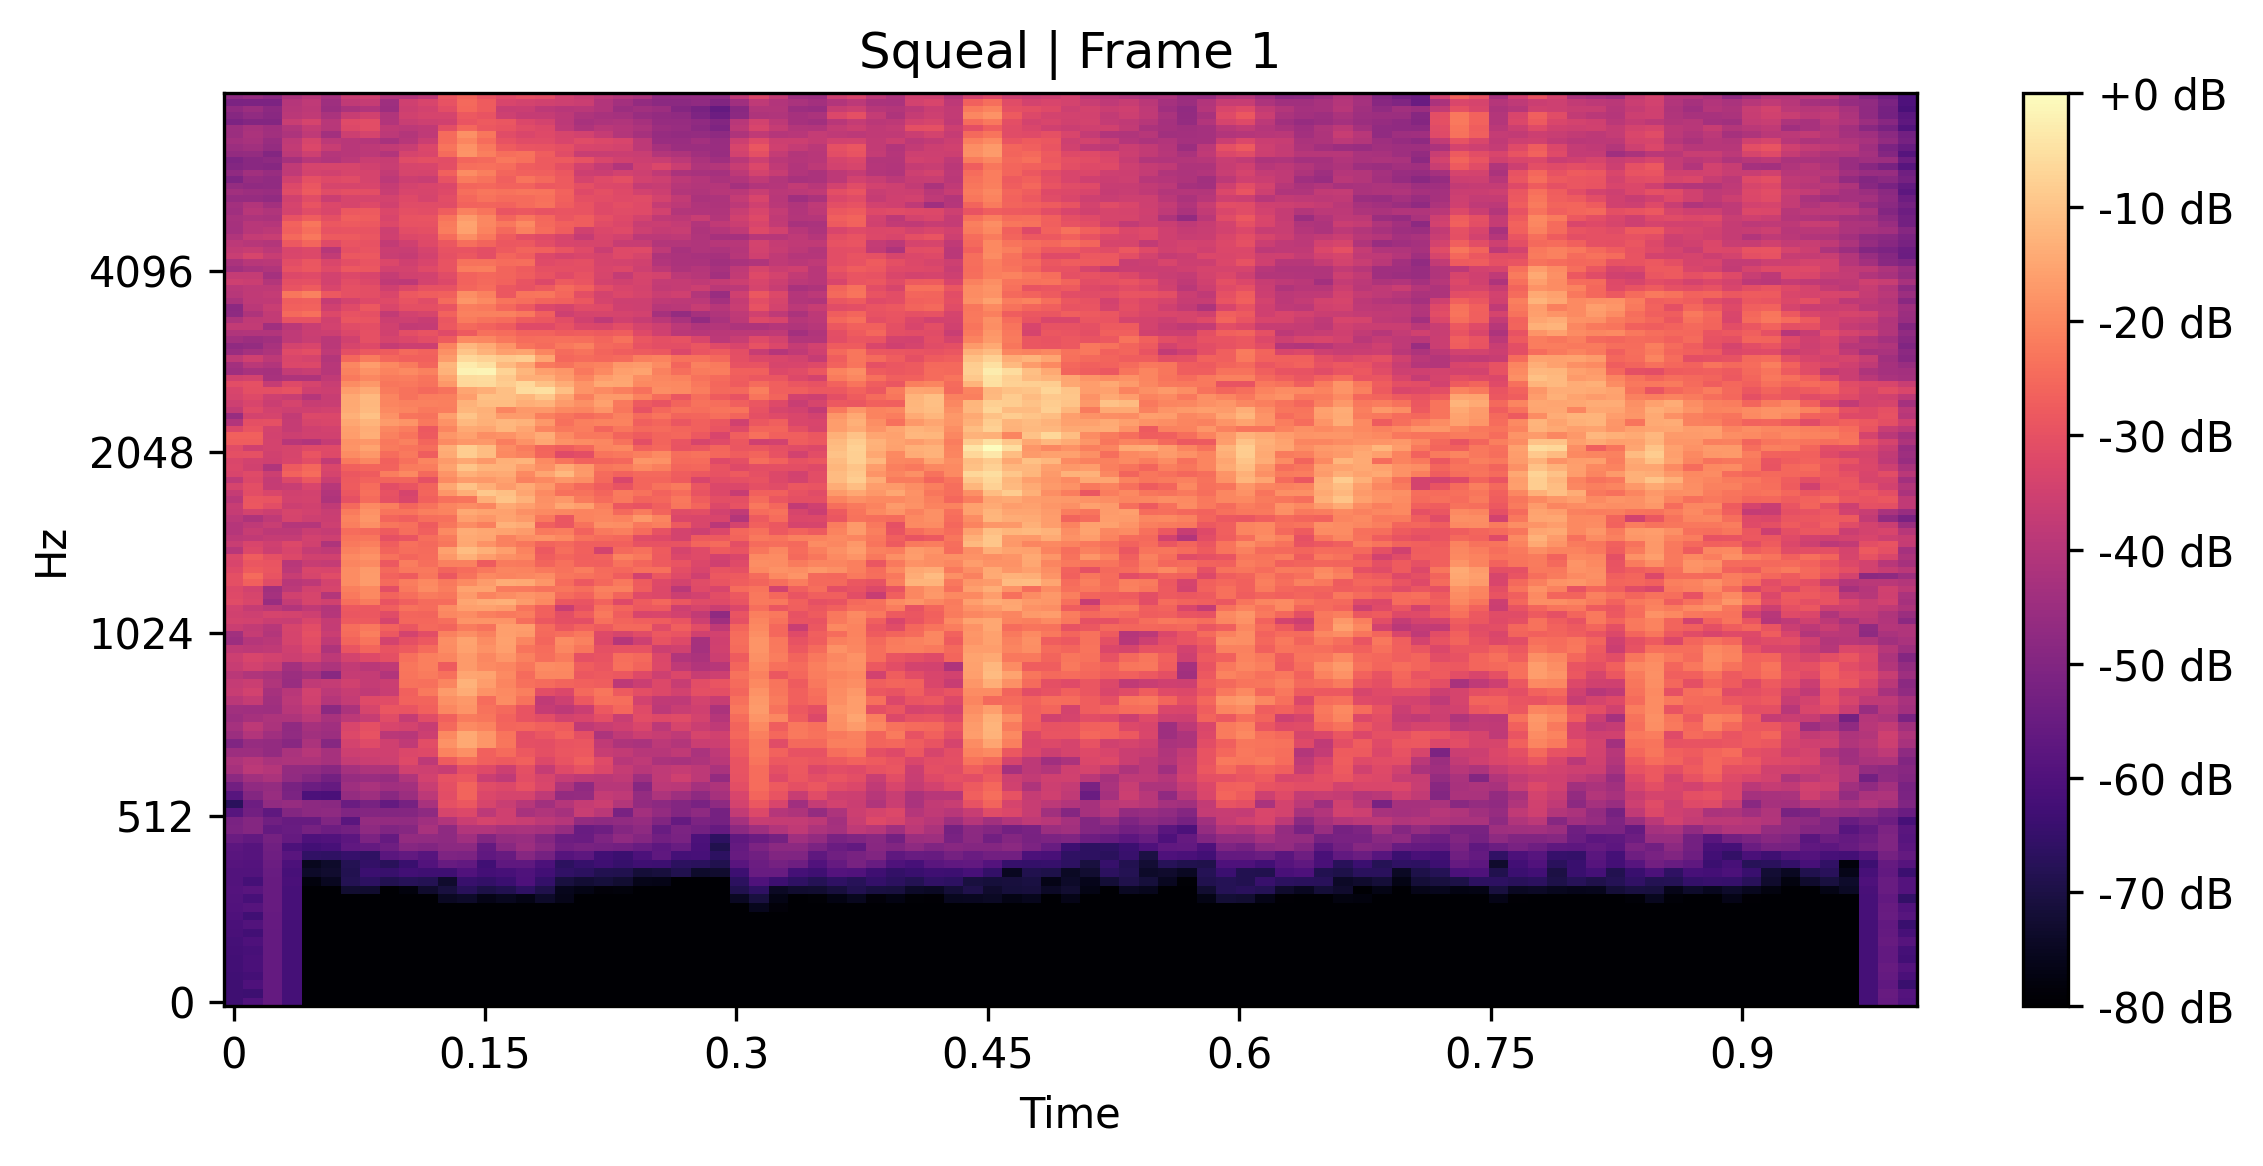 Squeal | Frame 1
Hz
4096
2048
1024
512
0
0 0.15 0.3 0.45 0.6 0.75 0.9
Time
+0 dB
-10 dB
-20 dB
-30 dB
-40 dB
-50 dB
-60 dB
-70 dB
-80 dB